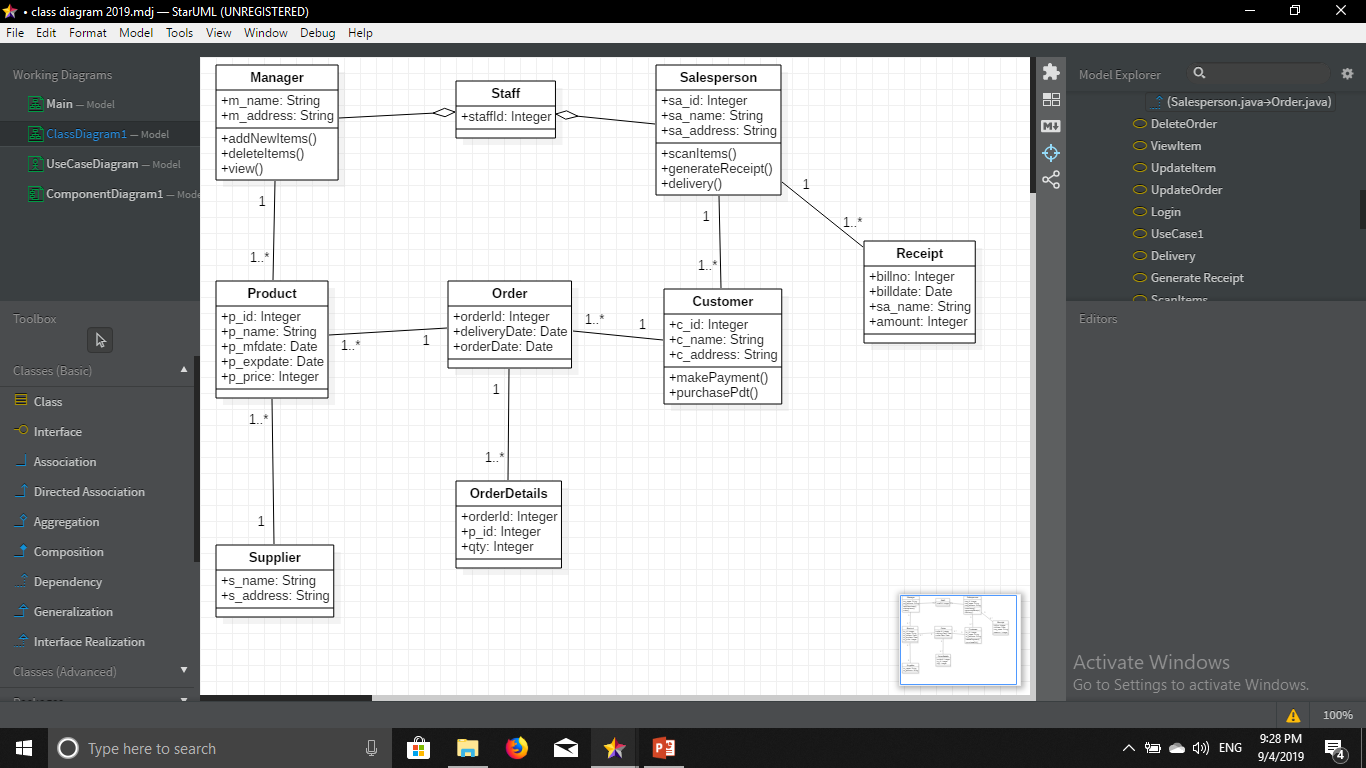 • class diagram 2019.mdj — StarUML (UNREGISTERED)
File Edit Format Model Tools View Window Debug Help
Working Diagrams
Main — Model
ClassDiagram1 — Model
UseCaseDiagram — Model
ComponentDiagram1 — Mode
Toolbox
Classes (Basic)
Class
Interface
Association
Directed Association
Aggregation
Composition
Dependency
Generalization
Interface Realization
Classes (Advanced)
Manager
+m_name: String
+m_address: String
+addNewItems()
+deleteItems()
+view()
Staff
+staffId: Integer
Salesperson
+sa_id: Integer
+sa_name: String
+sa_address: String
+scanItems()
+generateReceipt()
+delivery()
1
1..*
1
1..*
1
1..*
Receipt
+billno: Integer
+billdate: Date
+sa_name: String
+amount: Integer
Product
+p_id: Integer
+p_name: String
+p_mfdate: Date
+p_expdate: Date
+p_price: Integer
1..*
1
Order
+orderId: Integer
+deliveryDate: Date
+orderDate: Date
1..*
1
Customer
+c_id: Integer
+c_name: String
+c_address: String
+makePayment()
+purchasePdt()
1..*
1
1
1..*
OrderDetails
+orderId: Integer
+p_id: Integer
+qty: Integer
Supplier
+s_name: String
+s_address: String
Model Explorer
(Salesperson.java→Order.java)
DeleteOrder
ViewItem
UpdateItem
UpdateOrder
Login
UseCase1
Delivery
Generate Receipt
ScanItems
Editors
Activate Windows
Go to Settings to activate Windows.
100%
Type here to search
ENG
9:28 PM
9/4/2019
4